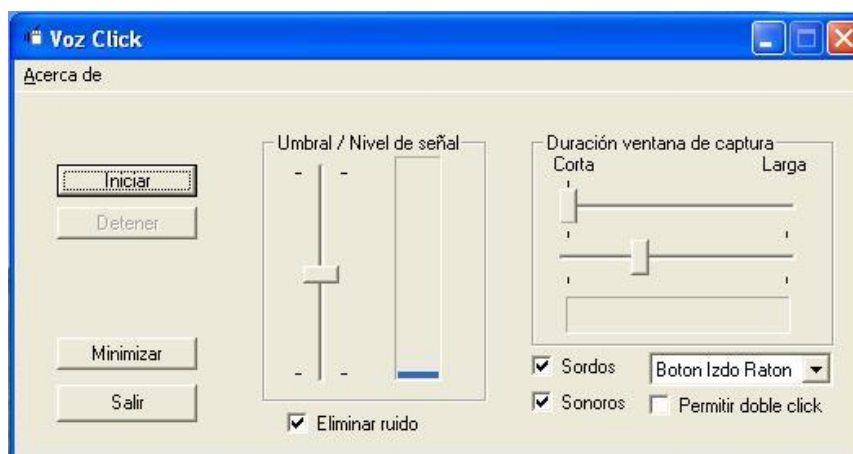 Voz Click
Acerca de
Iniciar
Detener
Minimizar
Salir
Umbral / Nivel de señal
Eliminar ruido
Duración ventana de captura
Corta Larga
Sordos Boton Izdo Raton
Sonoros Permitir doble click